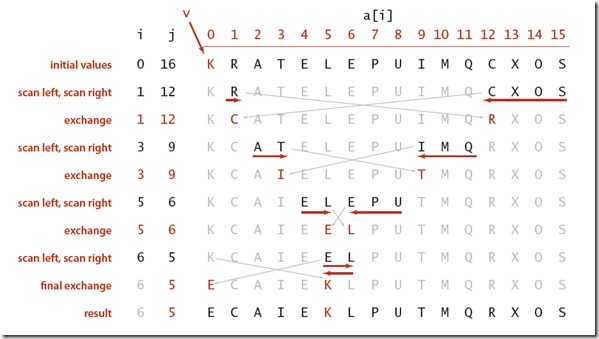 v a[i]
i j 0 1 2 3 4 5 6 7 8 9 10 11 12 13 14 15
initial values 0 16 K R A T E L E P U I M Q C X O S
scan left, scan right 1 12 K R A T E L E P U I M Q C X O S
exchange 1 12 K C A T E L E P U I M Q R X O S
scan left, scan right 3 9 K C A T E L E P U I M Q R X O S
exchange 3 9 K C A I E L E P U T M Q R X O S
scan left, scan right 5 6 K C A I E L E P U T M Q R X O S
exchange 5 6 K C A I E E L P U T M Q R X O S
scan left, scan right 6 5 K C A I E E L P U T M Q R X O S
final exchange 6 5 E C A I E K L P U T M Q R X O S
result 6 5 E C A I E K L P U T M Q R X O S